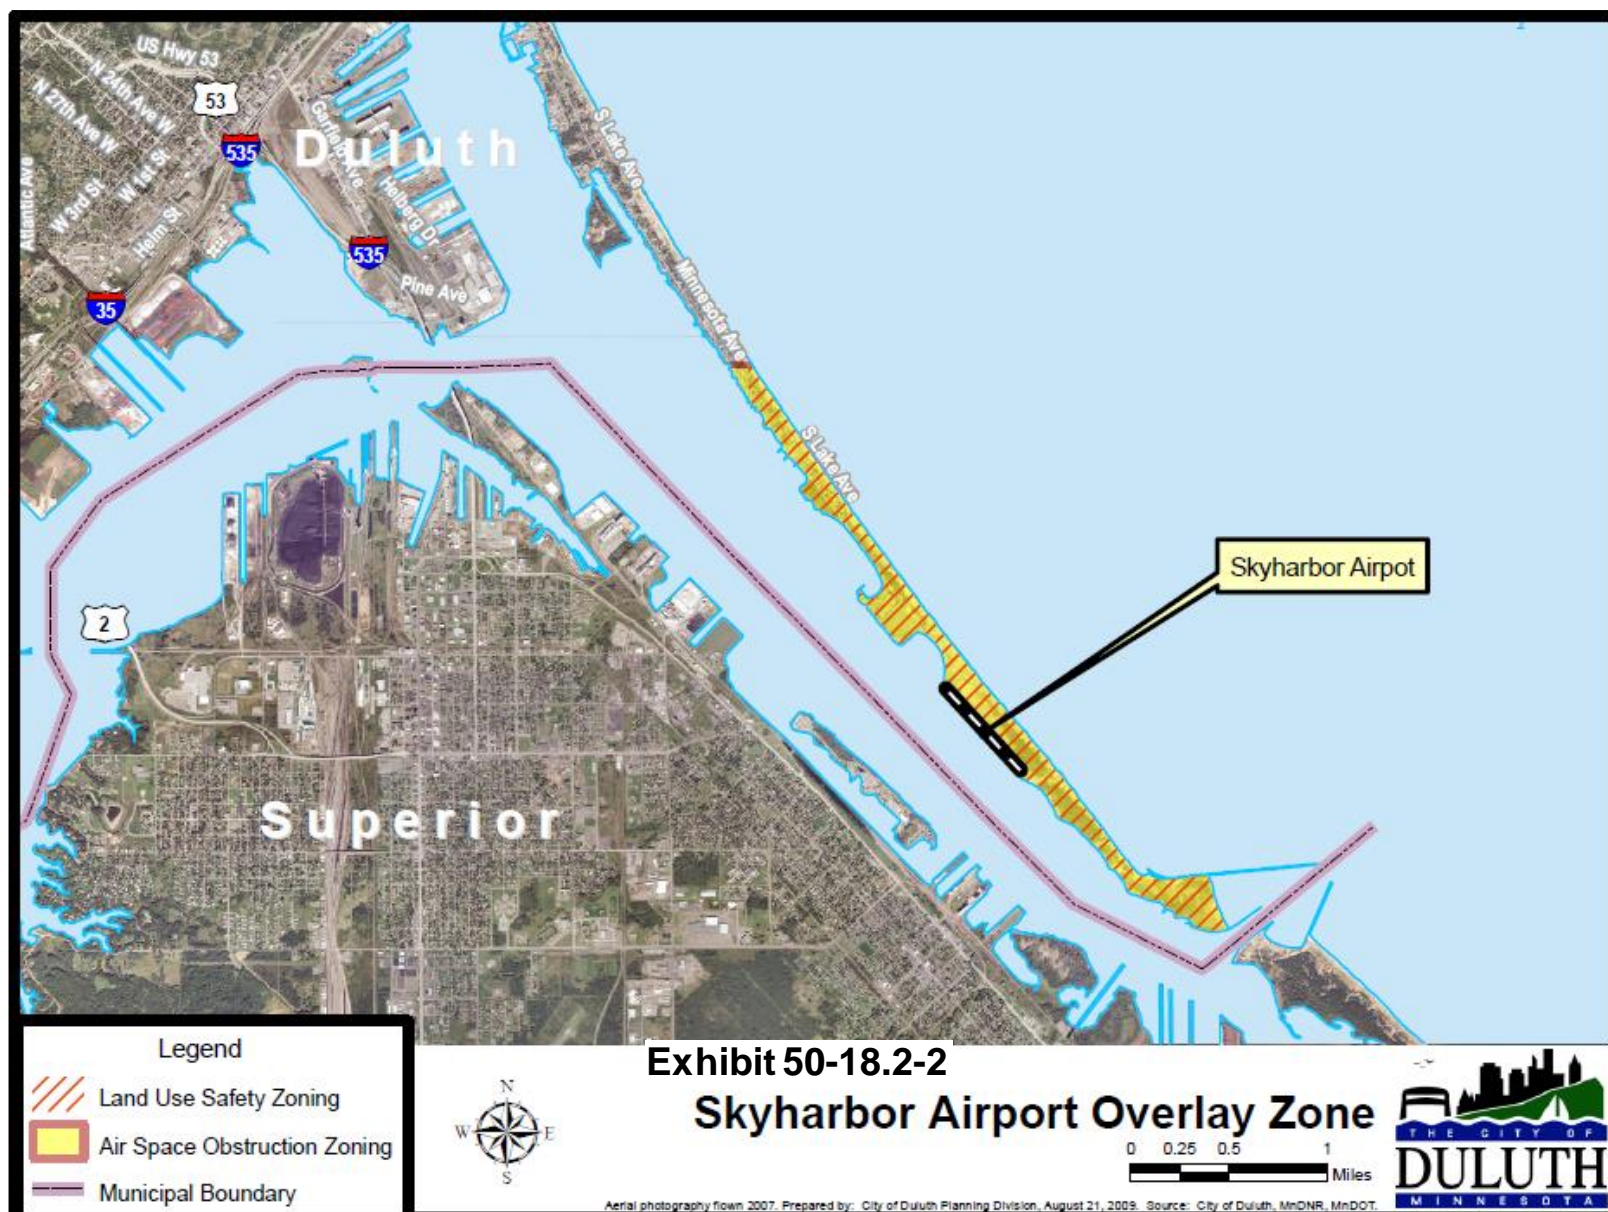 US Hwy 53
N 24th Ave W
N 27th Ave W
53
535
Duluth
Garfield Ave
Helberg Dr
W 1st St
W 3rd St
Helm St
Atlantic Ave
535
Pine Ave
35
S Lake Ave
Minnesota Ave
S Lake Ave
Skyharbor Airpot
2
Superior
Legend
Land Use Safety Zoning
Air Space Obstruction Zoning
Municipal Boundary
N
W E
S
Exhibit 50-18.2-2
Skyharbor Airport Overlay Zone
0 0.25 0.5 1
Miles
THE CITY OF
DULUTH
MINNESOTA
Aerial photography flown 2007. Prepared by: City of Duluth Planning Division, August 21, 2009. Source: City of Duluth, MnDNR, MnDOT.